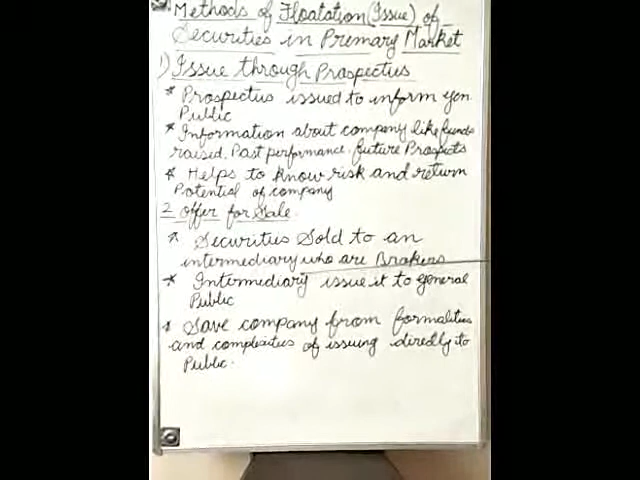 Methods of Floatation (Issue) of
Securities in Premary Market
1) Issue through Prospectus
* Prospectus issued to inform gen
Public
* Information about company like funds
raised, Past performance, future Prospects
* Helps to know risk and return
Potential of company
2 offer for Sale
* Securities Sold to an
intermediary who are Brokers
* Intermediary issue it to general
Public
* Save company from formalities
and complexities of issuing directly to
Public.